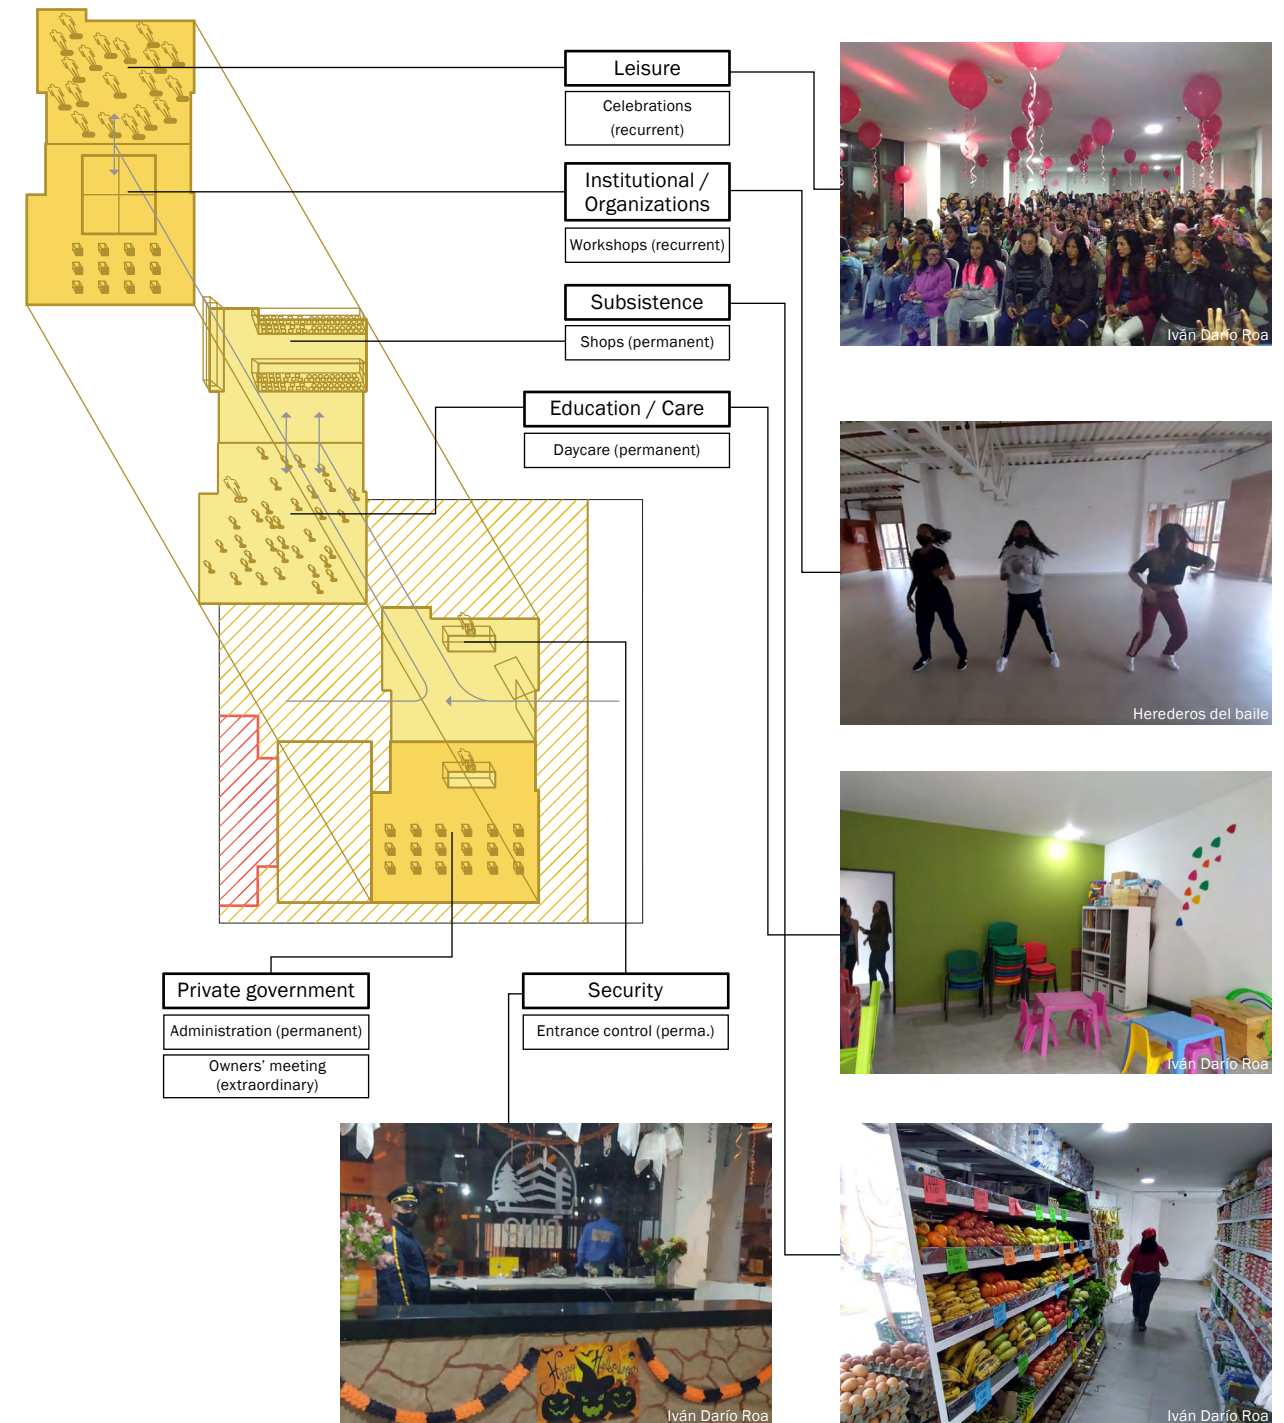 Leisure
Celebrations
(recurrent)
Institutional /
Organizations
Workshops (recurrent)
Subsistence
Shops (permanent)
Education / Care
Daycare (permanent)
Private government
Administration (permanent)
Owners' meeting
(extraordinary)
Security
Entrance control (perma.)
Iván Darío Roa
Herederos del baile
Iván Darío Roa
Iván Darío Roa
Happy Halloween
Iván Darío Roa